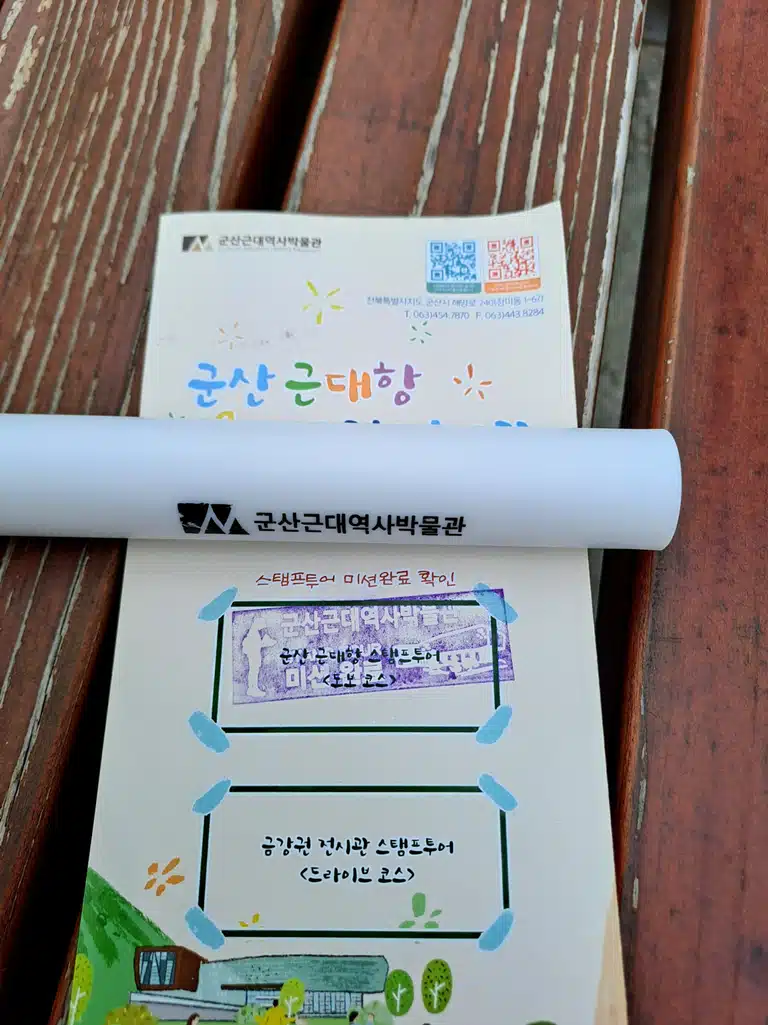 군산근대역사박물관
전북특별자치도 군산시 해망로 240(장미동 1-67)
T. 063)454.7870 F. 063)443.8284
군산 근대항
군산근대역사박물관
스탬프투어 미션완료 확인
군산근대역사박물관
군산 근대항 스탬프투어
미션
<도보 코스>
금강권 전시관 스탬프투어
<드라이브 코스>